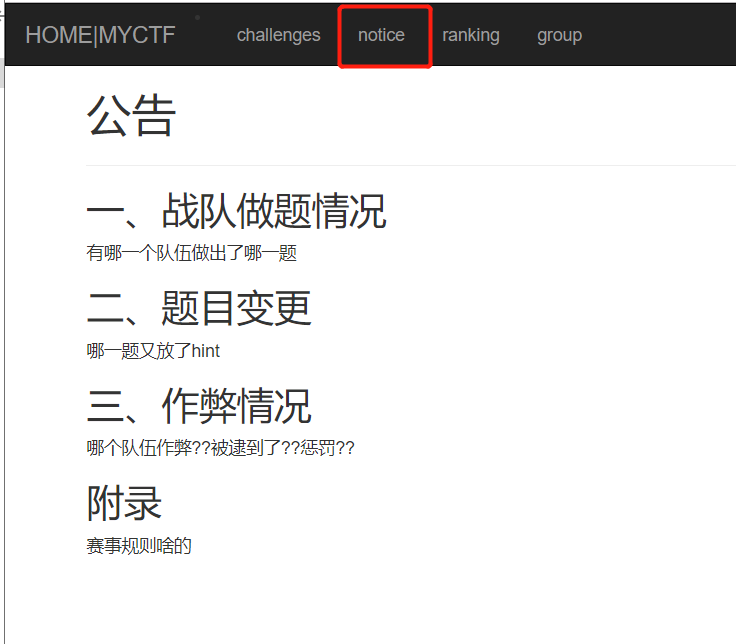 HOME|MYCTF challenges notice ranking group
公告
一、战队做题情况
有哪一个队伍做出了哪一题
二、题目变更
哪一题又放了hint
三、作弊情况
哪个队伍作弊??被逮到了??惩罚??
附录
赛事规则啥的